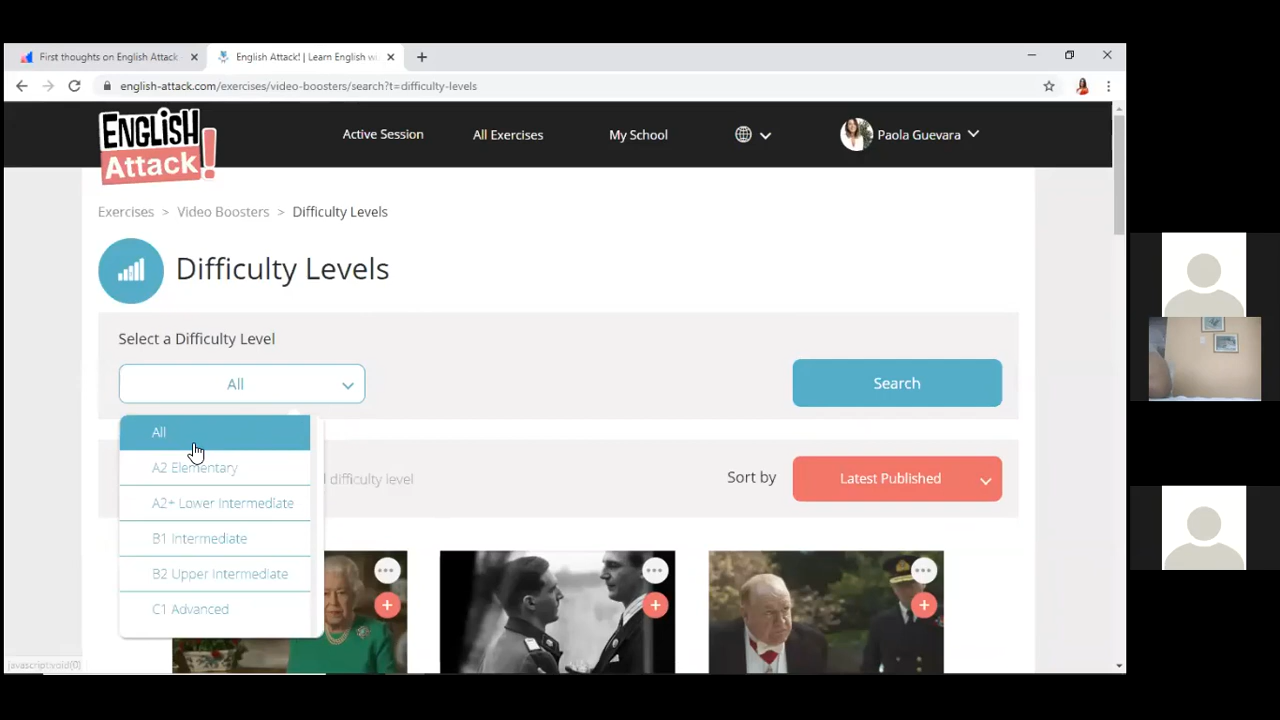 First thoughts on English Attack
English Attack! | Learn English wi
english-attack.com/exercises/video-boosters/search?t=difficulty-levels
ENGLISH
Attack!
Active Session
All Exercises
My School
Paola Guevara
Exercises > Video Boosters > Difficulty Levels
Difficulty Levels
Select a Difficulty Level
All
Search
All
A2 Elementary
A2+ Lower Intermediate
B1 Intermediate
B2 Upper Intermediate
C1 Advanced
difficulty level
Sort by
Latest Published
javascript:void(0)